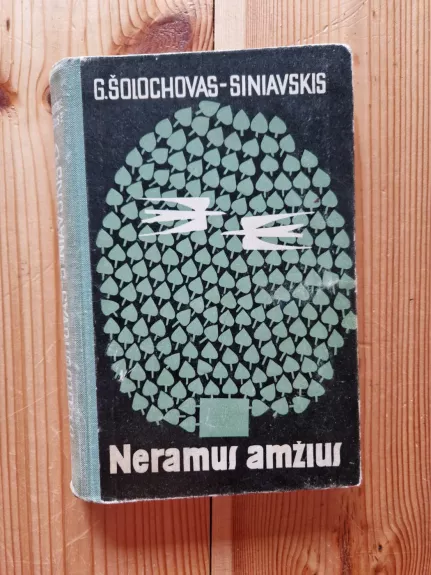 G.ŠOLOCHOVAS-SINIAVSKIS
Neramus amžius